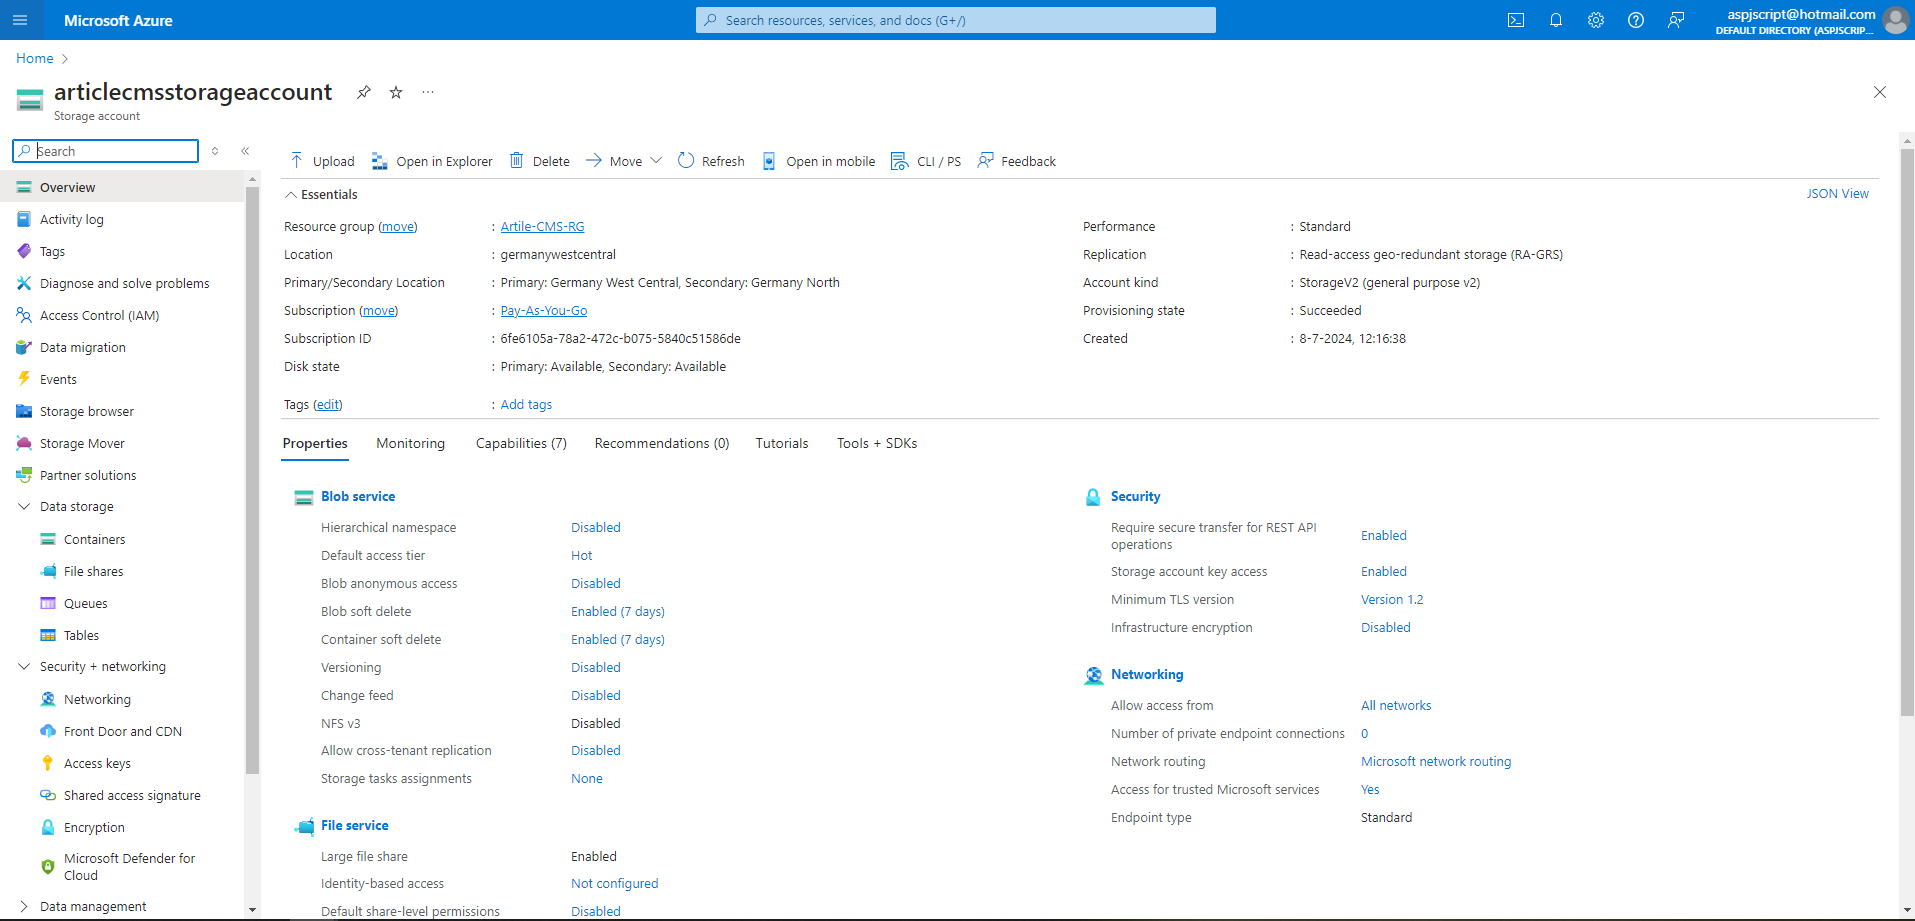 Microsoft Azure
Search resources, services, and docs (G+/)
aspjscript@hotmail.com
DEFAULT DIRECTORY (ASPJSCRIP...
Home
articlecmsstorageaccount
Storage account
Search
Overview
Activity log
Tags
Diagnose and solve problems
Access Control (IAM)
Data migration
Events
Storage browser
Storage Mover
Partner solutions
Data storage
Containers
File shares
Queues
Tables
Security + networking
Networking
Front Door and CDN
Access keys
Shared access signature
Encryption
Microsoft Defender for
Cloud
Data management
Upload Open in Explorer Delete Move Refresh Open in mobile CLI / PS Feedback
Essentials
JSON View
Resource group (move) : Artile-CMS-RG
Location : germanywestcentral
Primary/Secondary Location : Primary: Germany West Central, Secondary: Germany North
Subscription (move) : Pay-As-You-Go
Subscription ID : 6fe6105a-78a2-472c-b075-5840c51586de
Disk state : Primary: Available, Secondary: Available
Tags (edit) : Add tags
Performance : Standard
Replication : Read-access geo-redundant storage (RA-GRS)
Account kind : StorageV2 (general purpose v2)
Provisioning state : Succeeded
Created : 8-7-2024, 12:16:38
Properties Monitoring Capabilities (7) Recommendations (0) Tutorials Tools + SDKs
Blob service
Hierarchical namespace Disabled
Default access tier Hot
Blob anonymous access Disabled
Blob soft delete Enabled (7 days)
Container soft delete Enabled (7 days)
Versioning Disabled
Change feed Disabled
NFS v3 Disabled
Allow cross-tenant replication Disabled
Storage tasks assignments None
File service
Large file share Enabled
Identity-based access Not configured
Default share-level permissions Disabled
Security
Require secure transfer for REST API
operations Enabled
Storage account key access Enabled
Minimum TLS version Version 1.2
Infrastructure encryption Disabled
Networking
Allow access from All networks
Number of private endpoint connections 0
Network routing Microsoft network routing
Access for trusted Microsoft services Yes
Endpoint type Standard